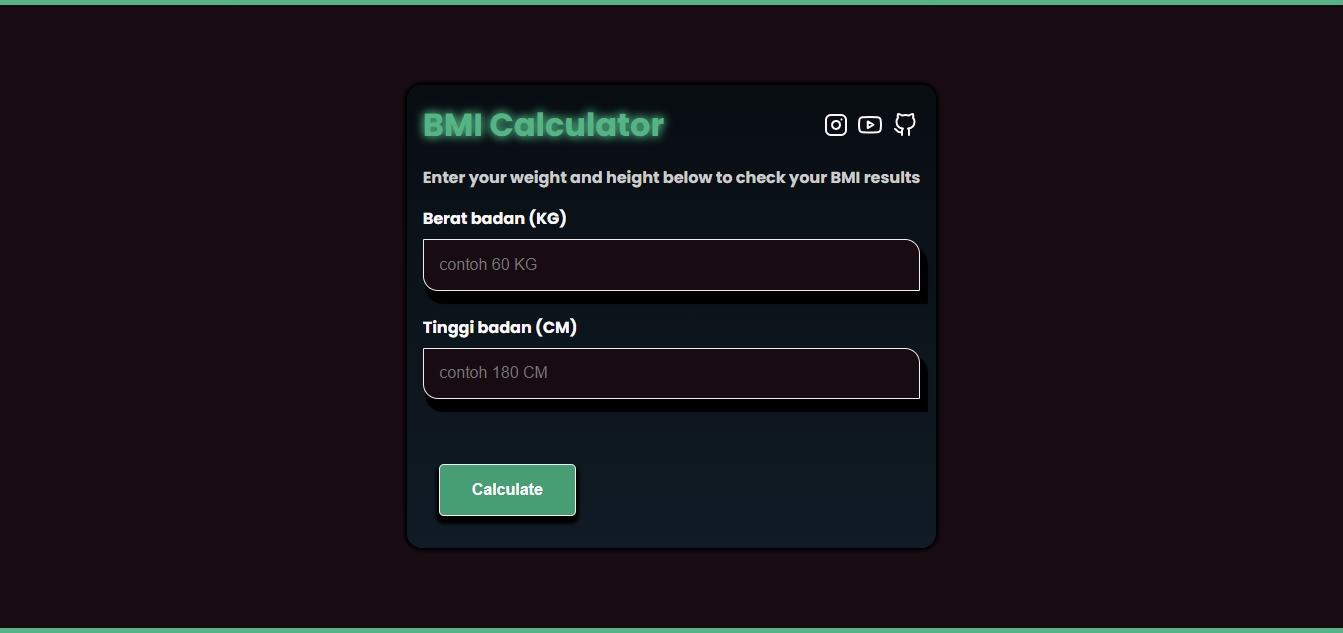 BMI Calculator
Enter your weight and height below to check your BMI results
Berat badan (KG)
contoh 60 KG
Tinggi badan (CM)
contoh 180 CM
Calculate